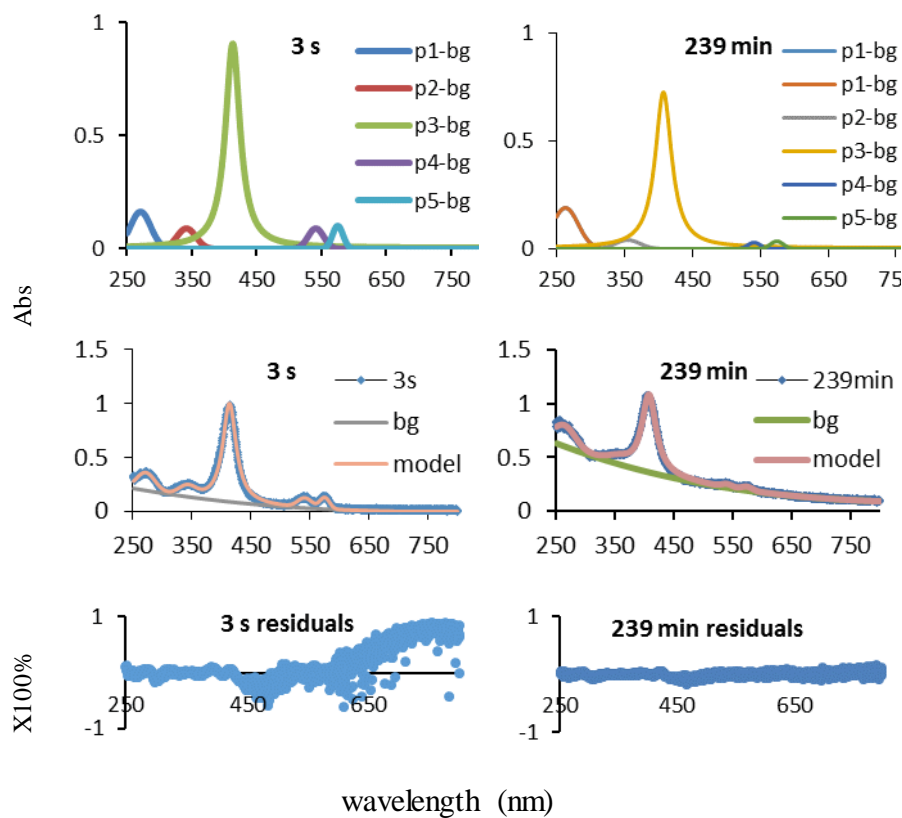 Abs
1
0.5
0
250 350 450 550 650 750
3 s
p1-bg
p2-bg
p3-bg
p4-bg
p5-bg
1
0.5
0
250 350 450 550 650 750
239 min
p1-bg
p1-bg
p2-bg
p3-bg
p4-bg
p5-bg
1.5
1
0.5
0
250 350 450 550 650 750
3 s
3s
bg
model
1.5
1
0.5
0
250 350 450 550 650 750
239 min
239min
bg
model
X100%
1
-1
250 450 650
3 s residuals
1
-1
250 450 650
239 min residuals
wavelength (nm)